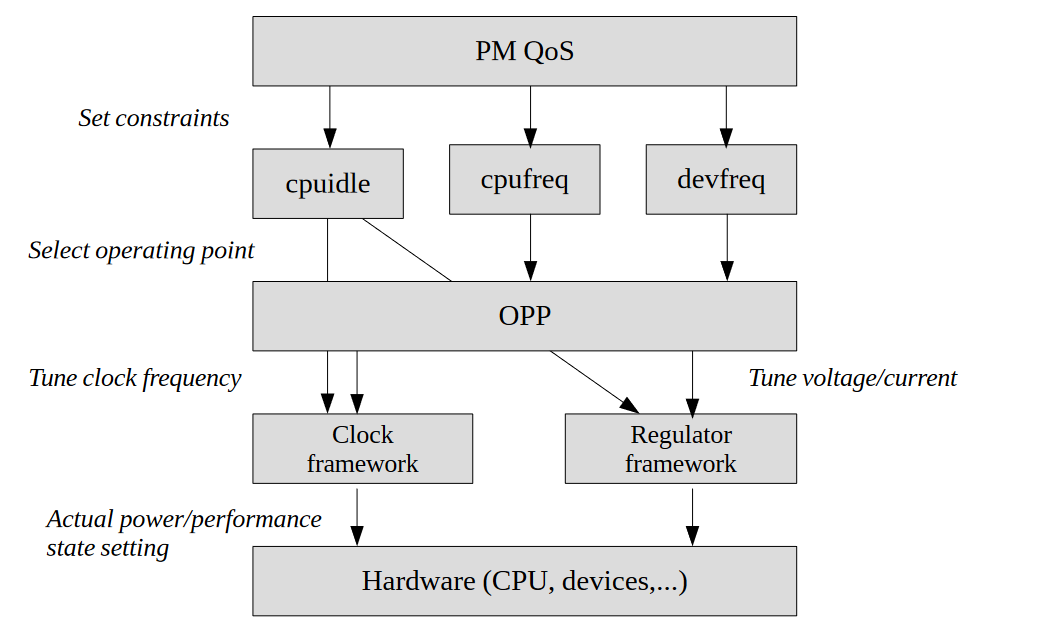 PM QoS
Set constraints
cpuidle
cpufreq
devfreq
Select operating point
OPP
Tune clock frequency
Tune voltage/current
Clock
framework
Regulator
framework
Actual power/performance
state setting
Hardware (CPU, devices,...)